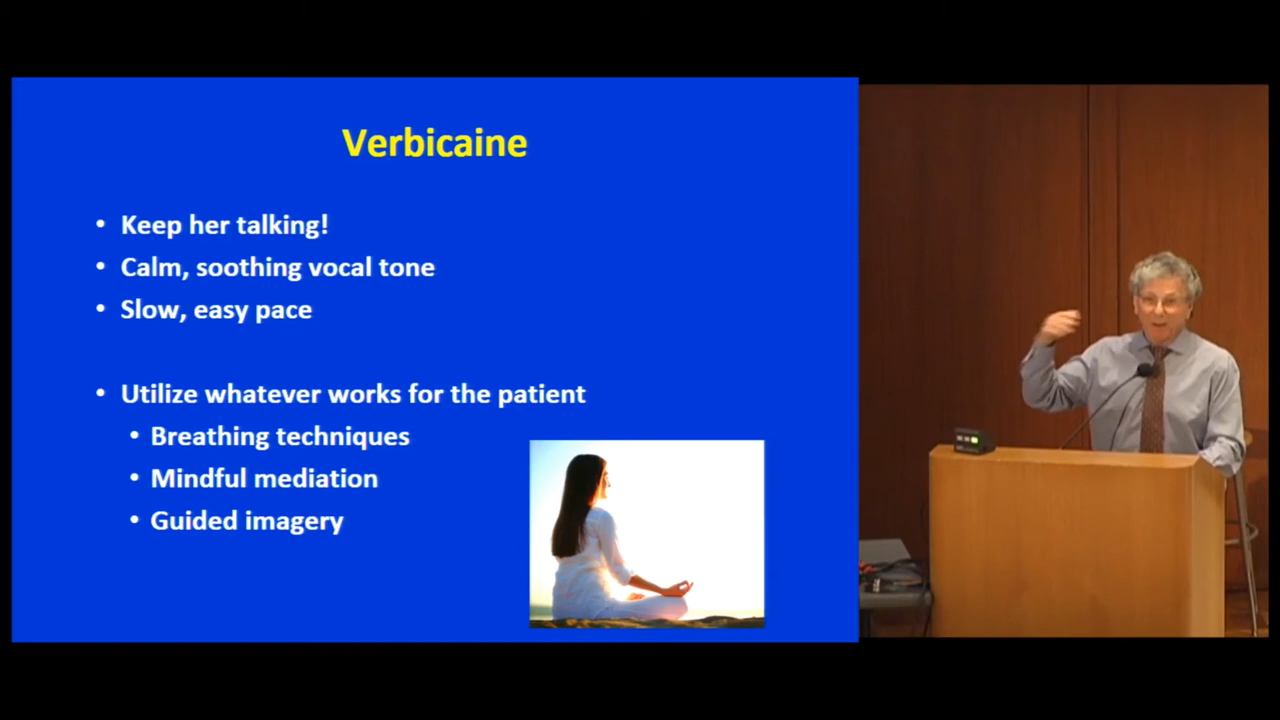 Verbicaine
• Keep her talking!
• Calm, soothing vocal tone
• Slow, easy pace
• Utilize whatever works for the patient
• Breathing techniques
• Mindful mediation
• Guided imagery